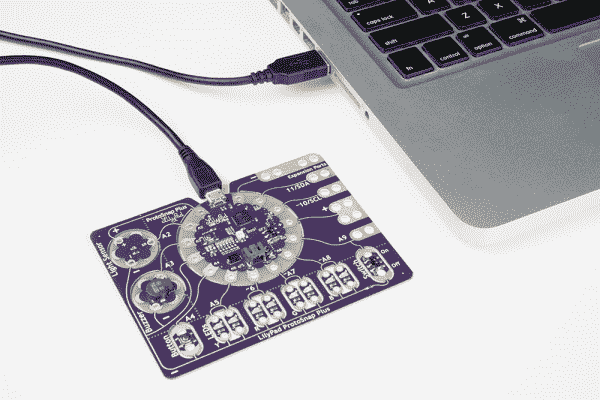 tab
caps lock
A
Z
X
C
shift
fn
control
option
command
⌘
ProtoSnap Plus
Expansion Ports
11/SDA
~10/SCL
+
A9
A2
A3
Light Sensor
Buzzer
Button
A4
A5
LEDs
~6
A7
A8
Switch
On
Off
LilyPad ProtoSnap Plus